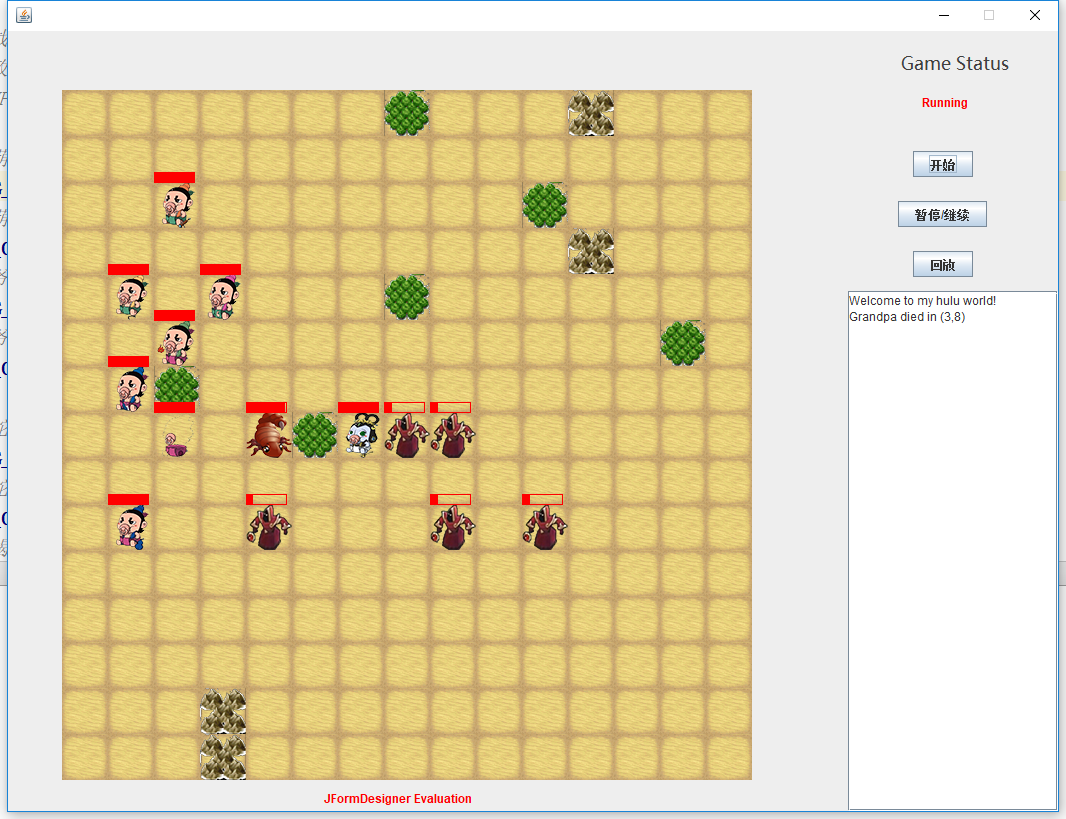 Game Status
Running
开始
暂停/继续
回放
Welcome to my hulu world!
Grandpa died in (3,8)
JFormDesigner Evaluation